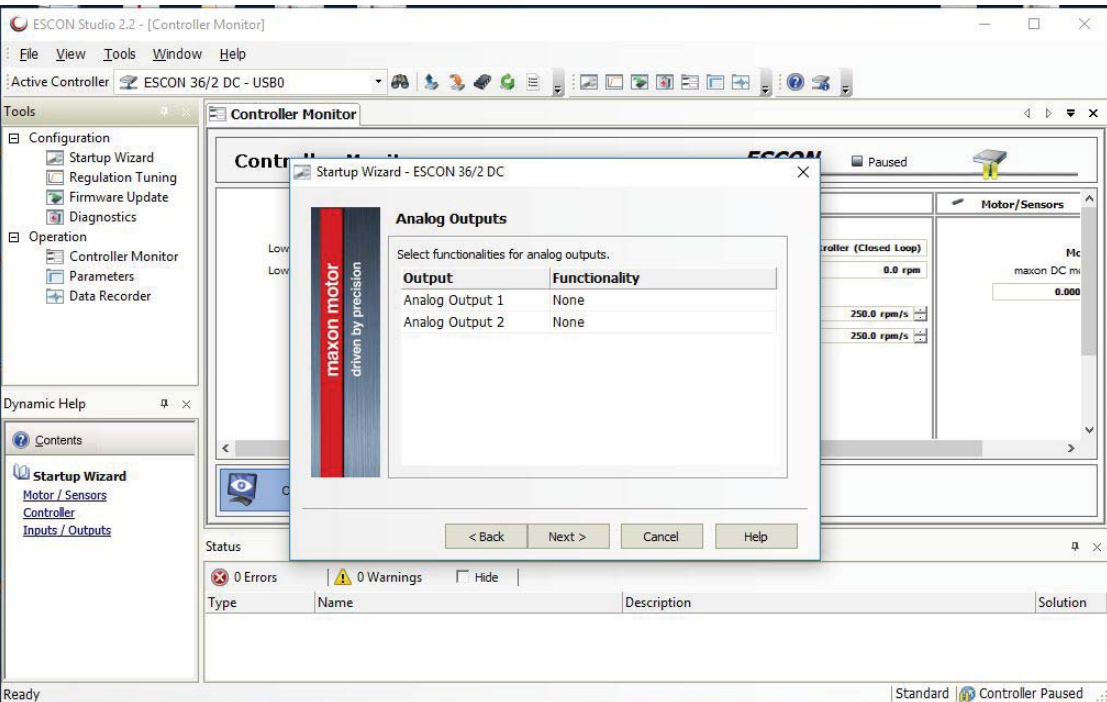 ESCON Studio 2.2 - [Controller Monitor]
File View Tools Window Help
Active Controller ESCON 36/2 DC - USB0
Tools
Configuration
Startup Wizard
Regulation Tuning
Firmware Update
Diagnostics
Operation
Controller Monitor
Parameters
Data Recorder
Dynamic Help
Contents
Startup Wizard
Motor / Sensors
Controller
Inputs / Outputs
Controller Monitor
Contr
ESCON
Paused
Low
Low
Motor/Sensors
troller (Closed Loop)
0.0 rpm
250.0 rpm/s
250.0 rpm/s
Mo
maxon DC mo
0.000
Startup Wizard - ESCON 36/2 DC
maxon motor
driven by precision
Analog Outputs
Select functionalities for analog outputs.
Output Functionality
Analog Output 1 None
Analog Output 2 None
< Back Next > Cancel Help
Status
0 Errors 0 Warnings Hide
Type Name Description Solution
Ready
Standard Controller Paused